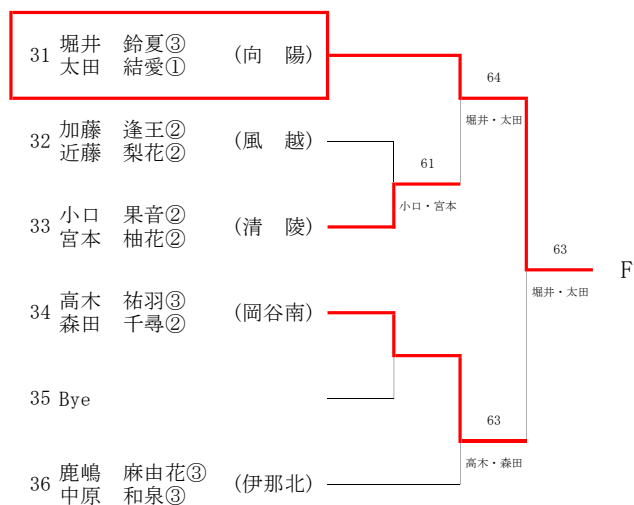 31 堀井 鈴夏③ (向 陽)
太田 結愛①
64
堀井・太田
32 加藤 逢王② (風 越)
近藤 梨花②
61
小口・宮本
33 小口 果音② (清 陵)
宮本 柚花②
63
F
堀井・太田
34 高木 祐羽③ (岡谷南)
森田 千尋②
35 Bye
63
高木・森田
36 鹿嶋 麻由花③ (伊那北)
中原 和泉③